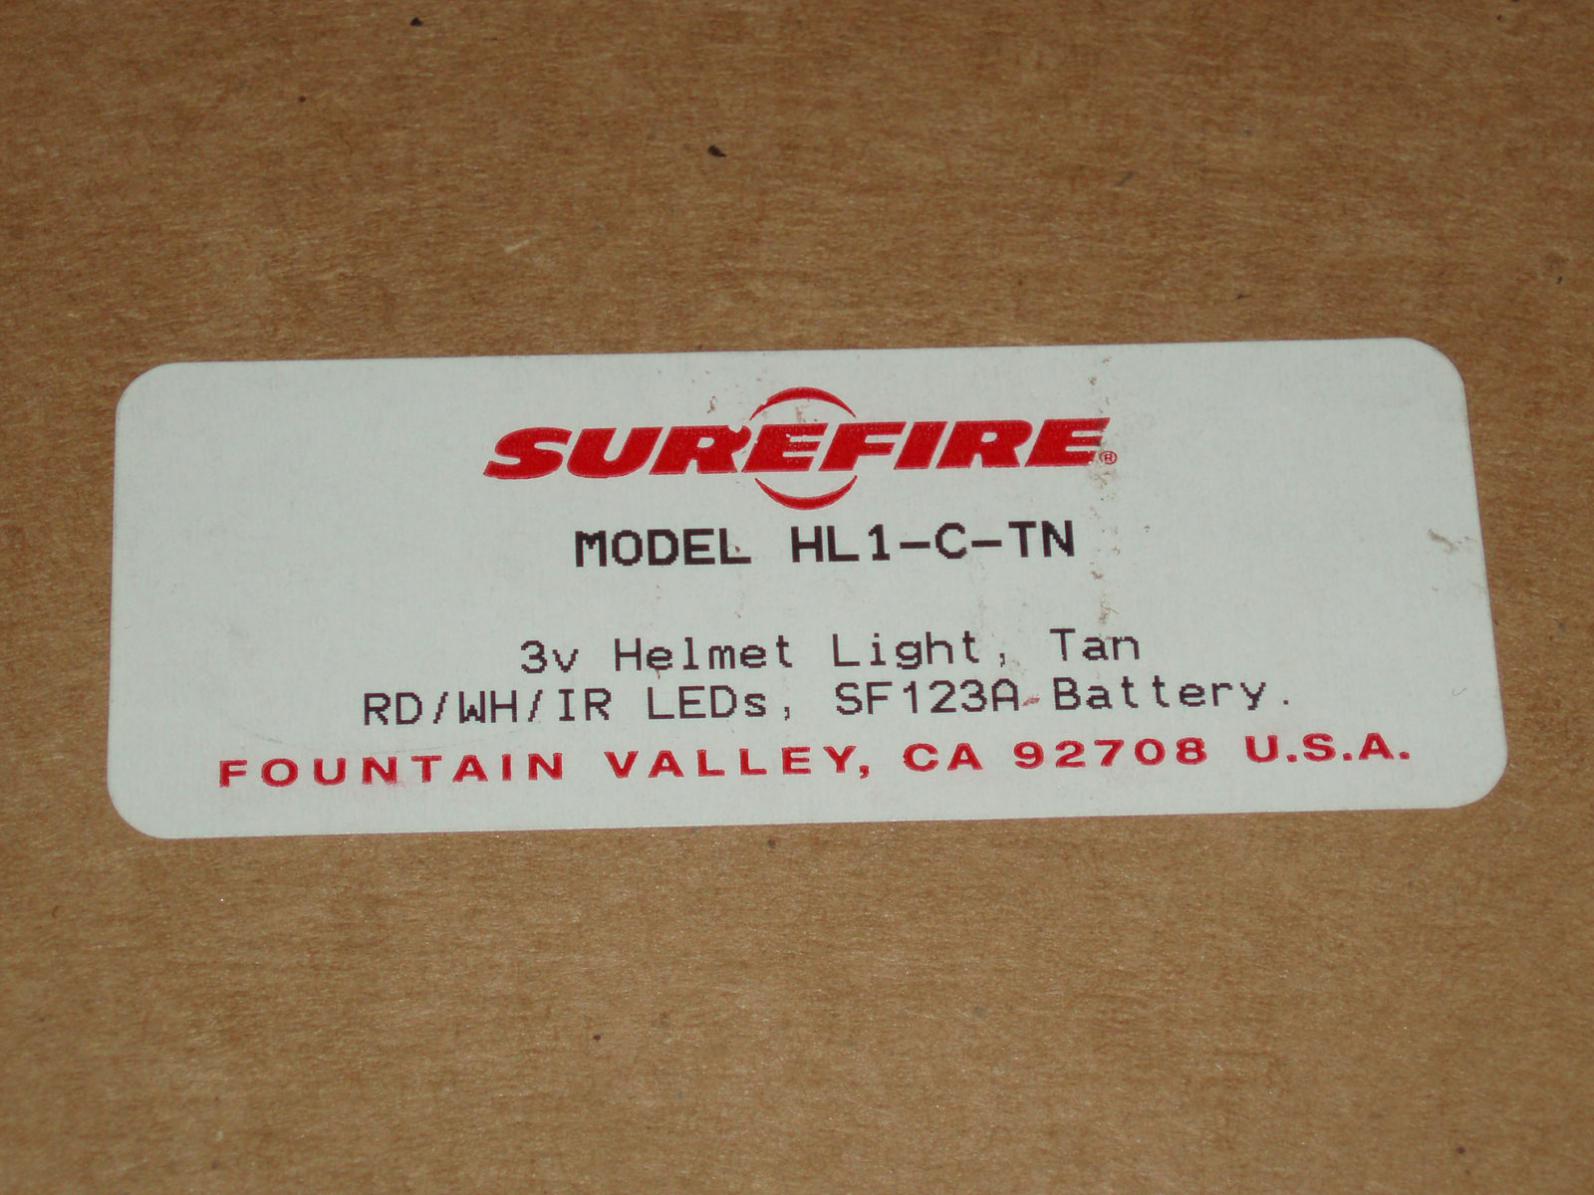 SUREFIRE®
MODEL HL1-C-TN
3v Helmet Light, Tan
RD/WH/IR LEDs, SF123A Battery.
FOUNTAIN VALLEY, CA 92708 U.S.A.